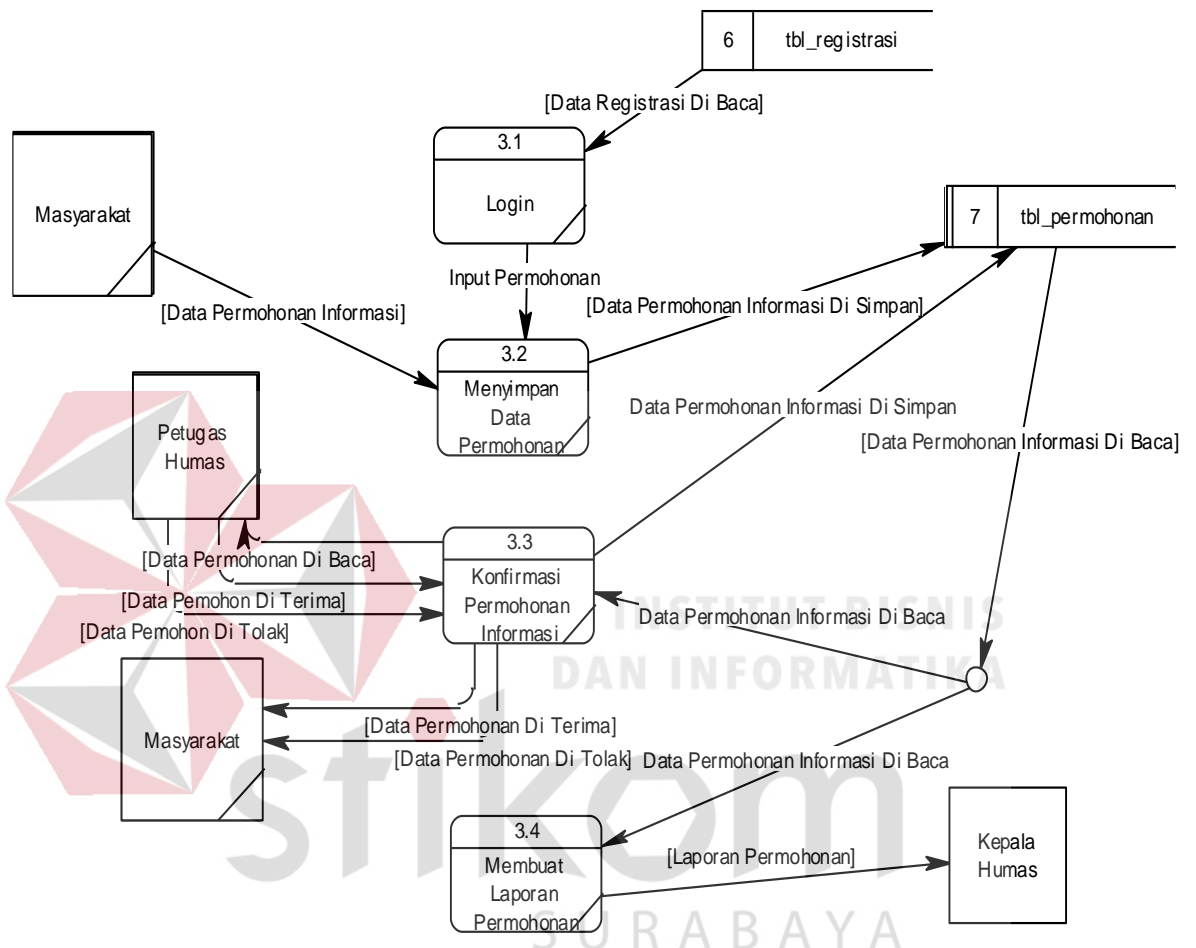 6 tbl_registrasi
[Data Registrasi Di Baca]
3.1
Login
Masyarakat
7 tbl_permohonan
Input Permohonan
[Data Permohonan Informasi]
[Data Permohonan Informasi Di Simpan]
3.2
Menyimpan
Data
Permohonan
Data Permohonan Informasi Di Simpan
[Data Permohonan Informasi Di Baca]
Petugas
Humas
3.3
Konfirmasi
Permohonan
Informasi
[Data Permohonan Di Baca]
[Data Pemohon Di Terima]
[Data Pemohon Di Tolak]
Data Permohonan Informasi Di Baca
INSTITUT BISNIS
DAN INFORMATIKA
Masyarakat
[Data Permohonan Di Terima]
[Data Permohonan Di Tolak]
Data Permohonan Informasi Di Baca
stikom
3.4
Membuat
Laporan
Permohonan
[Laporan Permohonan]
Kepala
Humas
SURABAYA